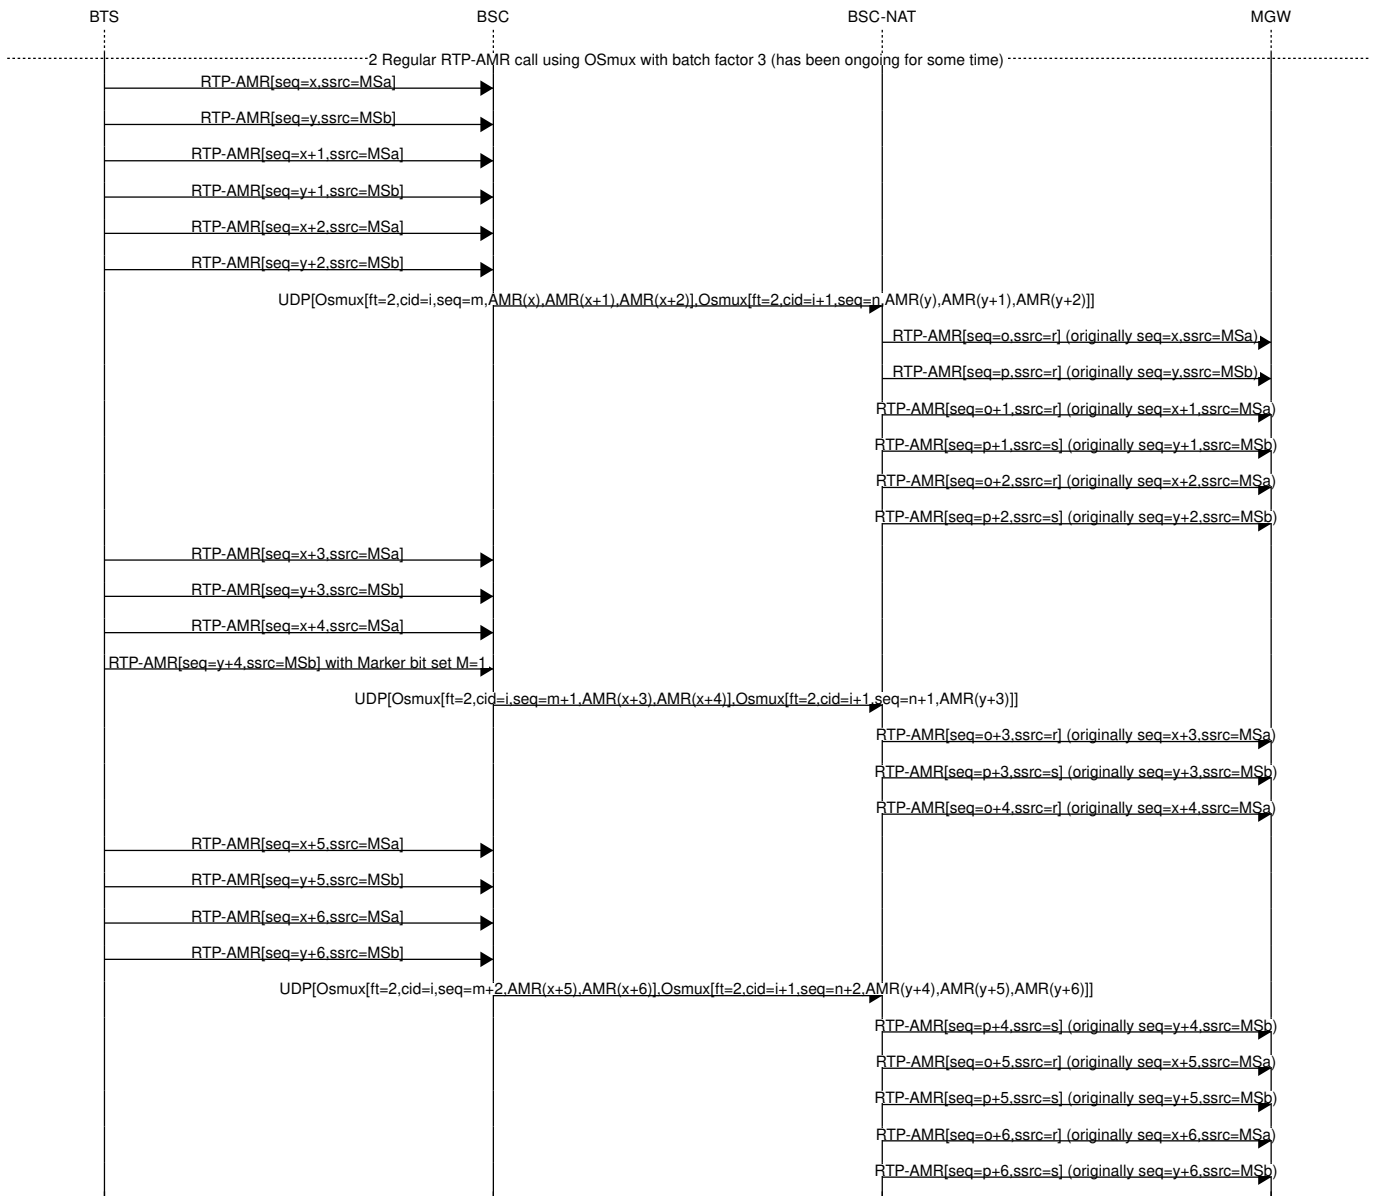 BTS BSC BSC-NAT MGW
2 Regular RTP-AMR call using OSmux with batch factor 3 (has been ongoing for some time)
RTP-AMR[seq=x,ssrc=MSa]
RTP-AMR[seq=y,ssrc=MSb]
RTP-AMR[seq=x+1,ssrc=MSa]
RTP-AMR[seq=y+1,ssrc=MSb]
RTP-AMR[seq=x+2,ssrc=MSa]
RTP-AMR[seq=y+2,ssrc=MSb]
UDP[Osmux[ft=2,cid=i,seq=m,AMR(x),AMR(x+1),AMR(x+2)],Osmux[ft=2,cid=i+1,seq=n,AMR(y),AMR(y+1),AMR(y+2)]]
RTP-AMR[seq=o,ssrc=r] (originally seq=x,ssrc=MSa)
RTP-AMR[seq=p,ssrc=r] (originally seq=y,ssrc=MSb)
RTP-AMR[seq=o+1,ssrc=r] (originally seq=x+1,ssrc=MSa)
RTP-AMR[seq=p+1,ssrc=s] (originally seq=y+1,ssrc=MSb)
RTP-AMR[seq=o+2,ssrc=r] (originally seq=x+2,ssrc=MSa)
RTP-AMR[seq=p+2,ssrc=s] (originally seq=y+2,ssrc=MSb)
RTP-AMR[seq=x+3,ssrc=MSa]
RTP-AMR[seq=y+3,ssrc=MSb]
RTP-AMR[seq=x+4,ssrc=MSa]
RTP-AMR[seq=y+4,ssrc=MSb] with Marker bit set M=1
UDP[Osmux[ft=2,cid=i,seq=m+1,AMR(x+3),AMR(x+4)],Osmux[ft=2,cid=i+1,seq=n+1,AMR(y+3)]]
RTP-AMR[seq=o+3,ssrc=r] (originally seq=x+3,ssrc=MSa)
RTP-AMR[seq=p+3,ssrc=s] (originally seq=y+3,ssrc=MSb)
RTP-AMR[seq=o+4,ssrc=r] (originally seq=x+4,ssrc=MSa)
RTP-AMR[seq=x+5,ssrc=MSa]
RTP-AMR[seq=y+5,ssrc=MSb]
RTP-AMR[seq=x+6,ssrc=MSa]
RTP-AMR[seq=y+6,ssrc=MSb]
UDP[Osmux[ft=2,cid=i,seq=m+2,AMR(x+5),AMR(x+6)],Osmux[ft=2,cid=i+1,seq=n+2,AMR(y+4),AMR(y+5),AMR(y+6)]]
RTP-AMR[seq=p+4,ssrc=s] (originally seq=y+4,ssrc=MSb)
RTP-AMR[seq=o+5,ssrc=r] (originally seq=x+5,ssrc=MSa)
RTP-AMR[seq=p+5,ssrc=s] (originally seq=y+5,ssrc=MSb)
RTP-AMR[seq=o+6,ssrc=r] (originally seq=x+6,ssrc=MSa)
RTP-AMR[seq=p+6,ssrc=s] (originally seq=y+6,ssrc=MSb)